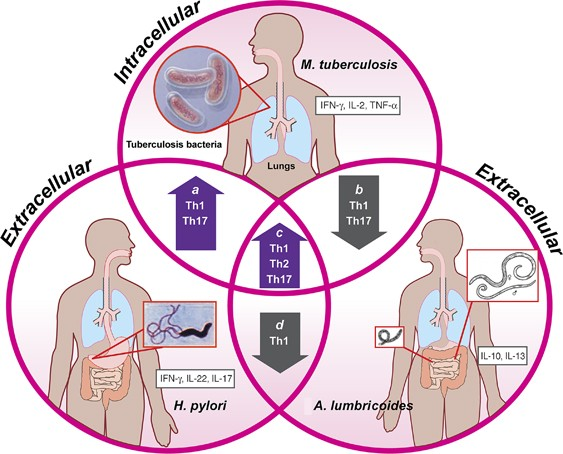 Intracellular
M. tuberculosis
IFN-γ, IL-2, TNF-α
Tuberculosis bacteria
Lungs
Extracellular
Extracellular
a
Th1
Th17
b
Th1
Th17
c
Th1
Th2
Th17
d
Th1
IFN-γ, IL-22, IL-17
H. pylori
IL-10, IL-13
A. lumbricoides